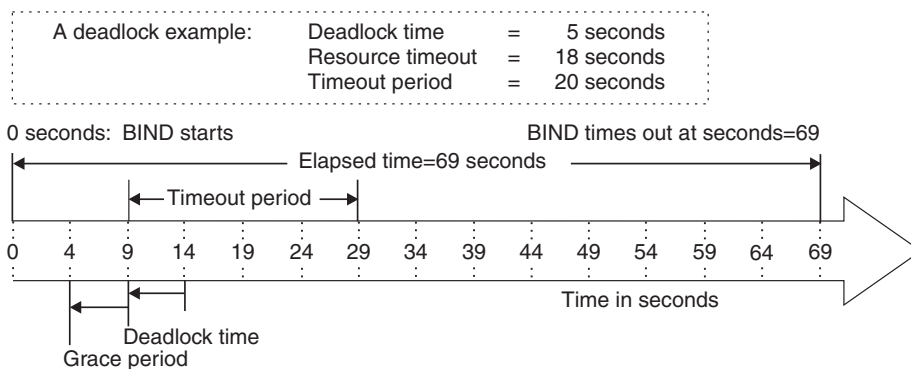 A deadlock example: Deadlock time = 5 seconds
Resource timeout = 18 seconds
Timeout period = 20 seconds
0 seconds: BIND starts BIND times out at seconds=69
Elapsed time=69 seconds
Timeout period
0 4 9 14 19 24 29 34 39 44 49 54 59 64 69
Time in seconds
Deadlock time
Grace period